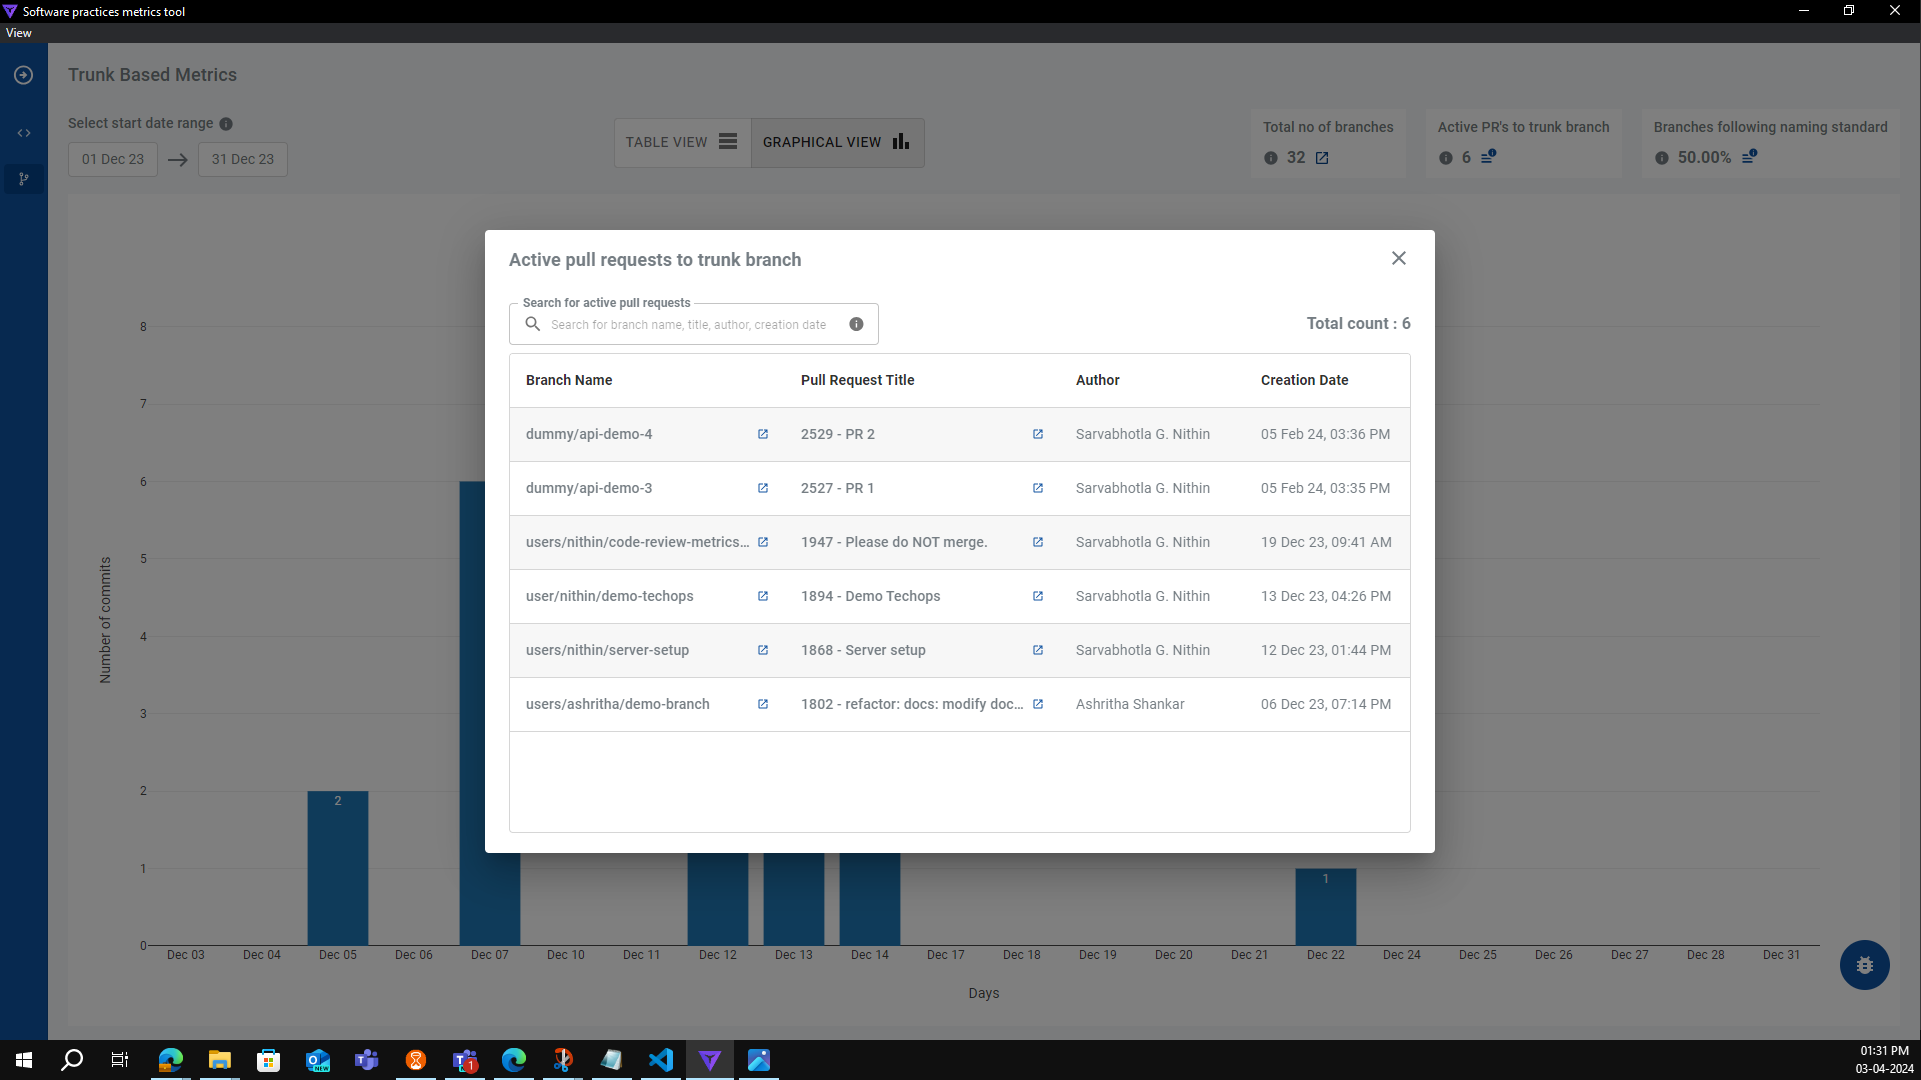 Software practices metrics tool
View
Trunk Based Metrics
Select start date range
01 Dec 23
31 Dec 23
TABLE VIEW
GRAPHICAL VIEW
Total no of branches
32
Active PR's to trunk branch
6
Branches following naming standard
50.00%
Active pull requests to trunk branch
Search for active pull requests
Search for branch name, title, author, creation date
Total count : 6
Branch Name Pull Request Title Author Creation Date
dummy/api-demo-4 2529 - PR 2 Sarvabhotla G. Nithin 05 Feb 24, 03:36 PM
dummy/api-demo-3 2527 - PR 1 Sarvabhotla G. Nithin 05 Feb 24, 03:35 PM
users/nithin/code-review-metrics... 1947 - Please do NOT merge. Sarvabhotla G. Nithin 19 Dec 23, 09:41 AM
user/nithin/demo-techops 1894 - Demo Techops Sarvabhotla G. Nithin 13 Dec 23, 04:26 PM
users/nithin/server-setup 1868 - Server setup Sarvabhotla G. Nithin 12 Dec 23, 01:44 PM
users/ashritha/demo-branch 1802 - refactor: docs: modify doc... Ashritha Shankar 06 Dec 23, 07:14 PM
Number of commits
8
7
6
5
4
3
2
1
0
2
1
Dec 03 Dec 04 Dec 05 Dec 06 Dec 07 Dec 10 Dec 11 Dec 12 Dec 13 Dec 14 Dec 17 Dec 18 Dec 19 Dec 20 Dec 21 Dec 22 Dec 24 Dec 25 Dec 26 Dec 27 Dec 28 Dec 31
Days
NEW
1
01:31 PM
03-04-2024